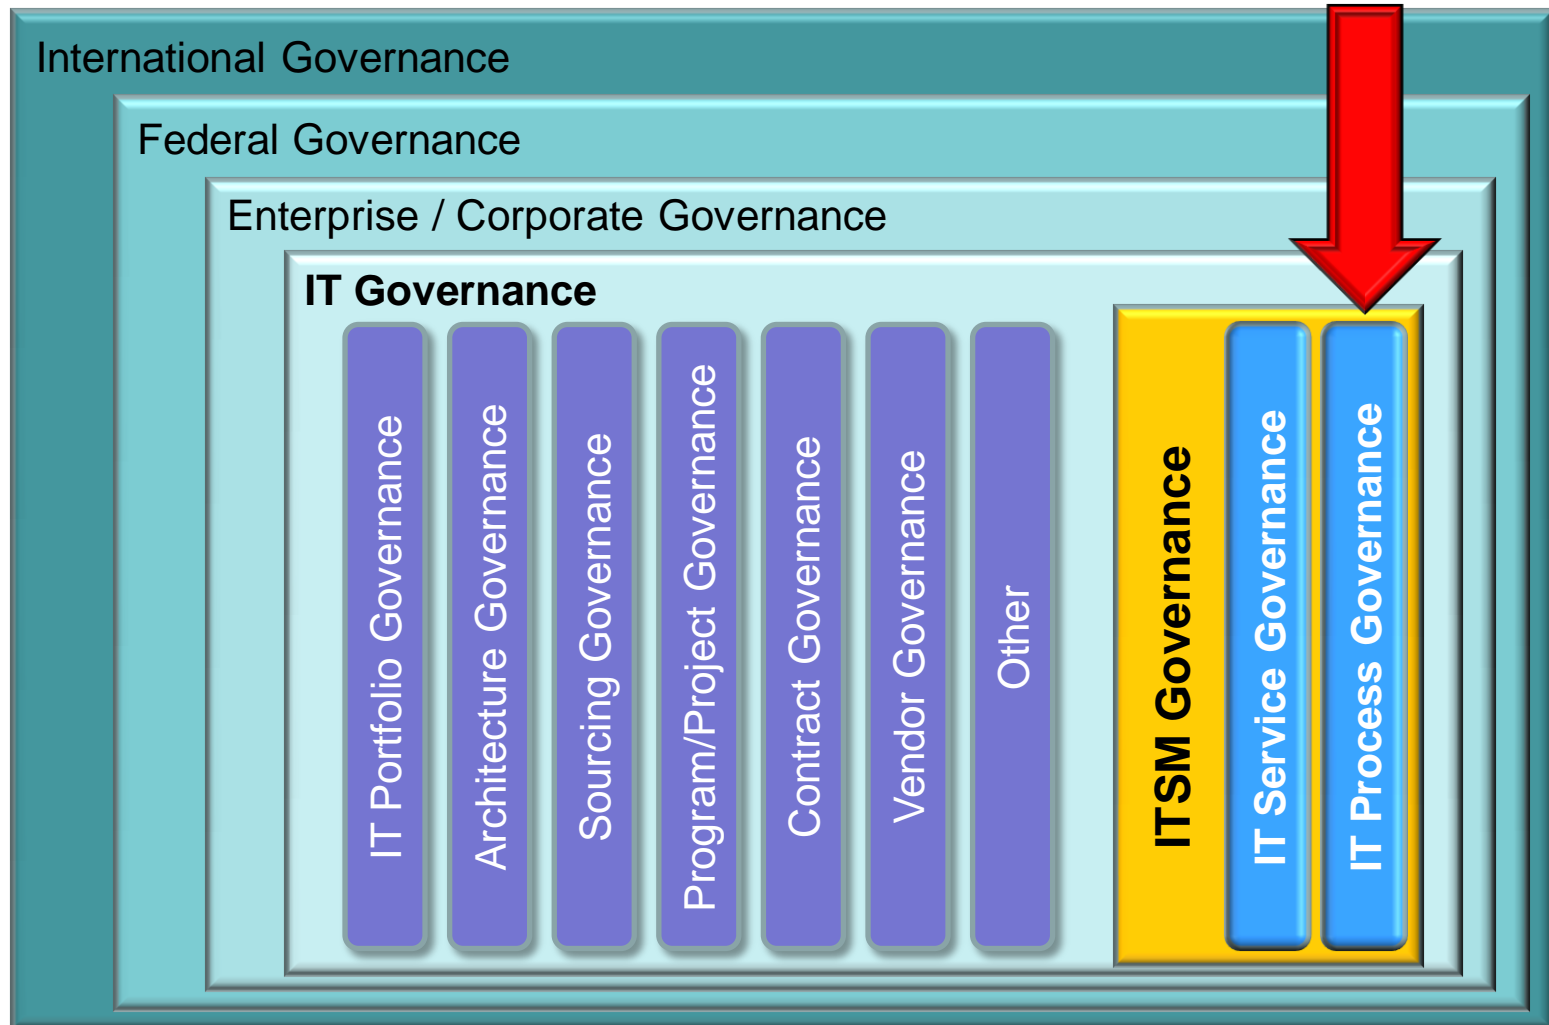 International Governance
Federal Governance
Enterprise / Corporate Governance
IT Governance
IT Portfolio Governance
Architecture Governance
Sourcing Governance
Program/Project Governance
Contract Governance
Vendor Governance
Other
ITSM Governance
IT Service Governance
IT Process Governance